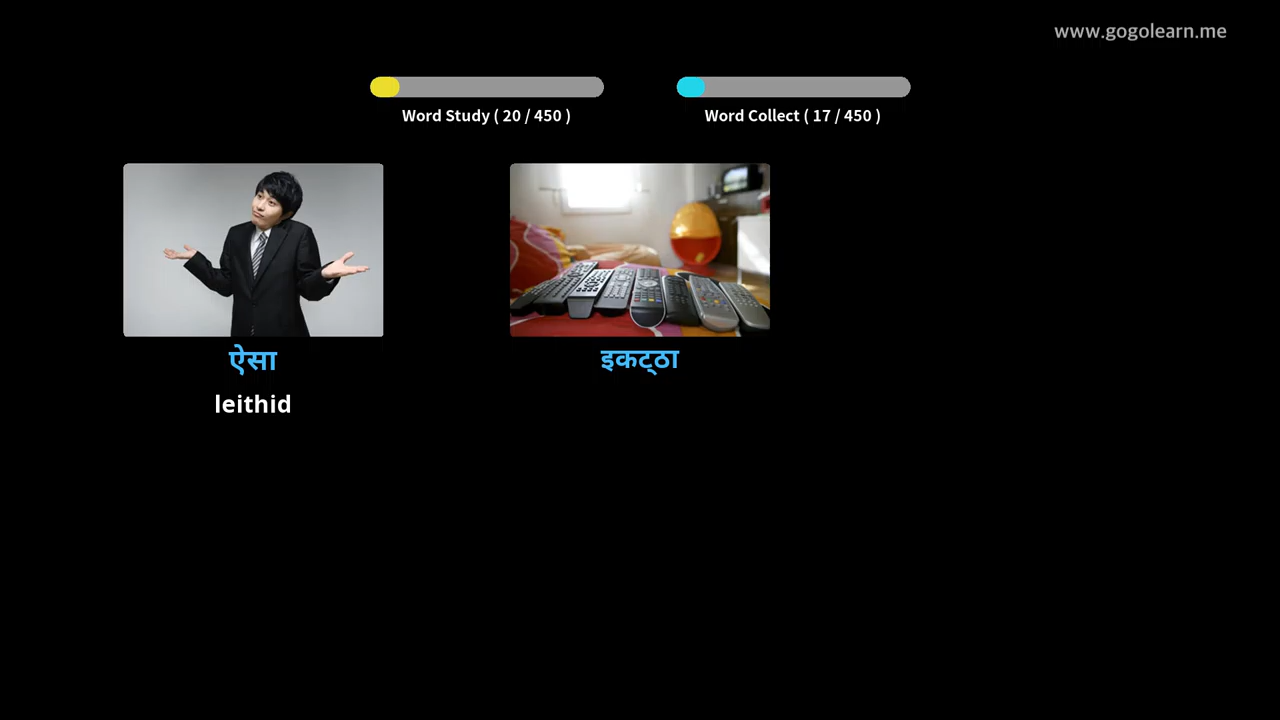 www.gogolearn.me
Word Study ( 20 / 450 )
Word Collect ( 17 / 450 )
ऐसा
इकट्ठा
leithid